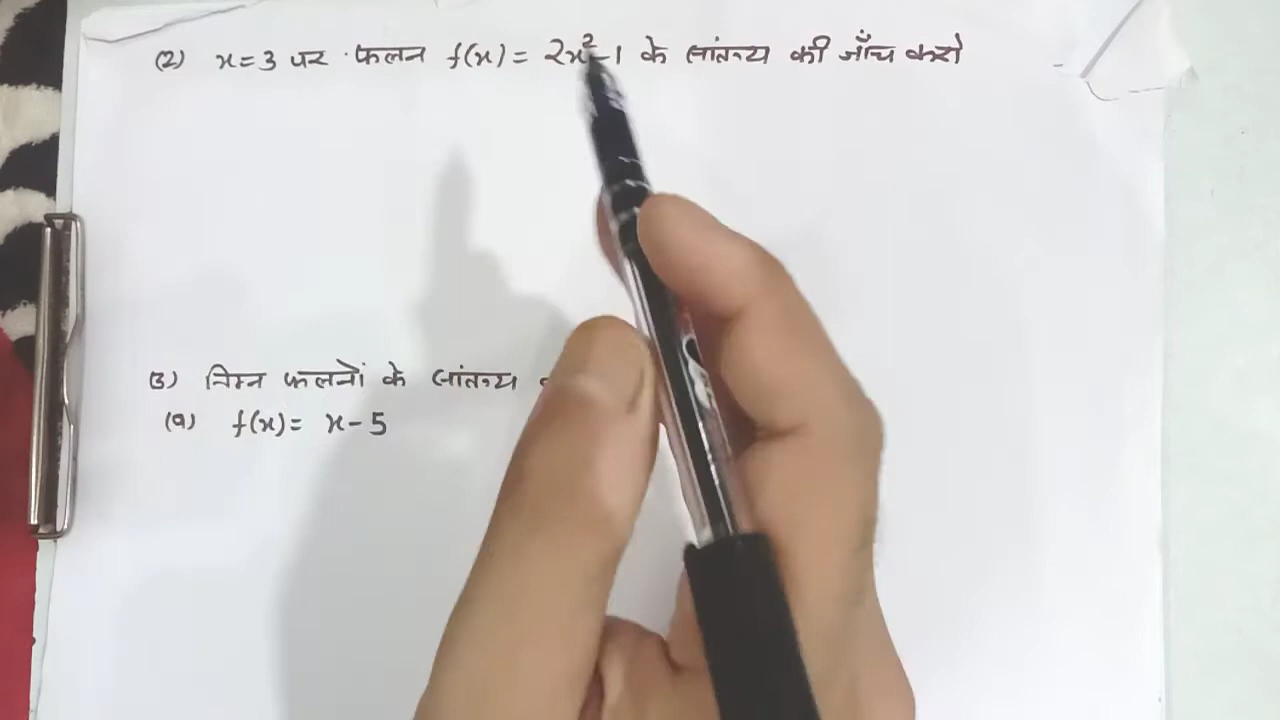 (2) x=3 पर फलन f(x) = 2x²-1 के सांतत्य की जाँच करो
(3) निम्न फलनों के सांतत्य
(a) f(x) = x-5